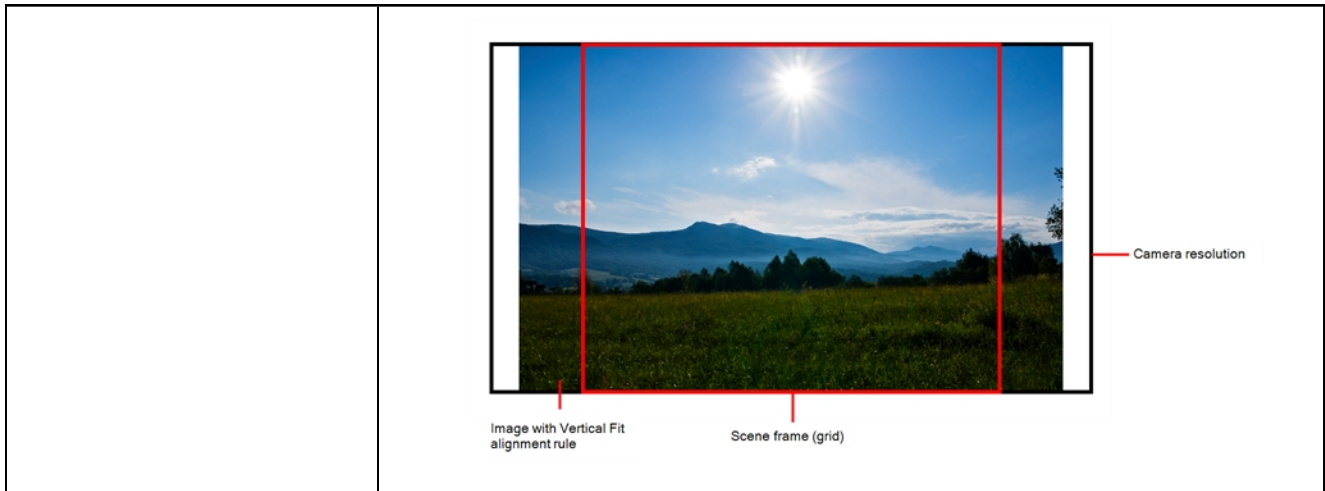 Camera resolution
Image with Vertical Fit
alignment rule
Scene frame (grid)